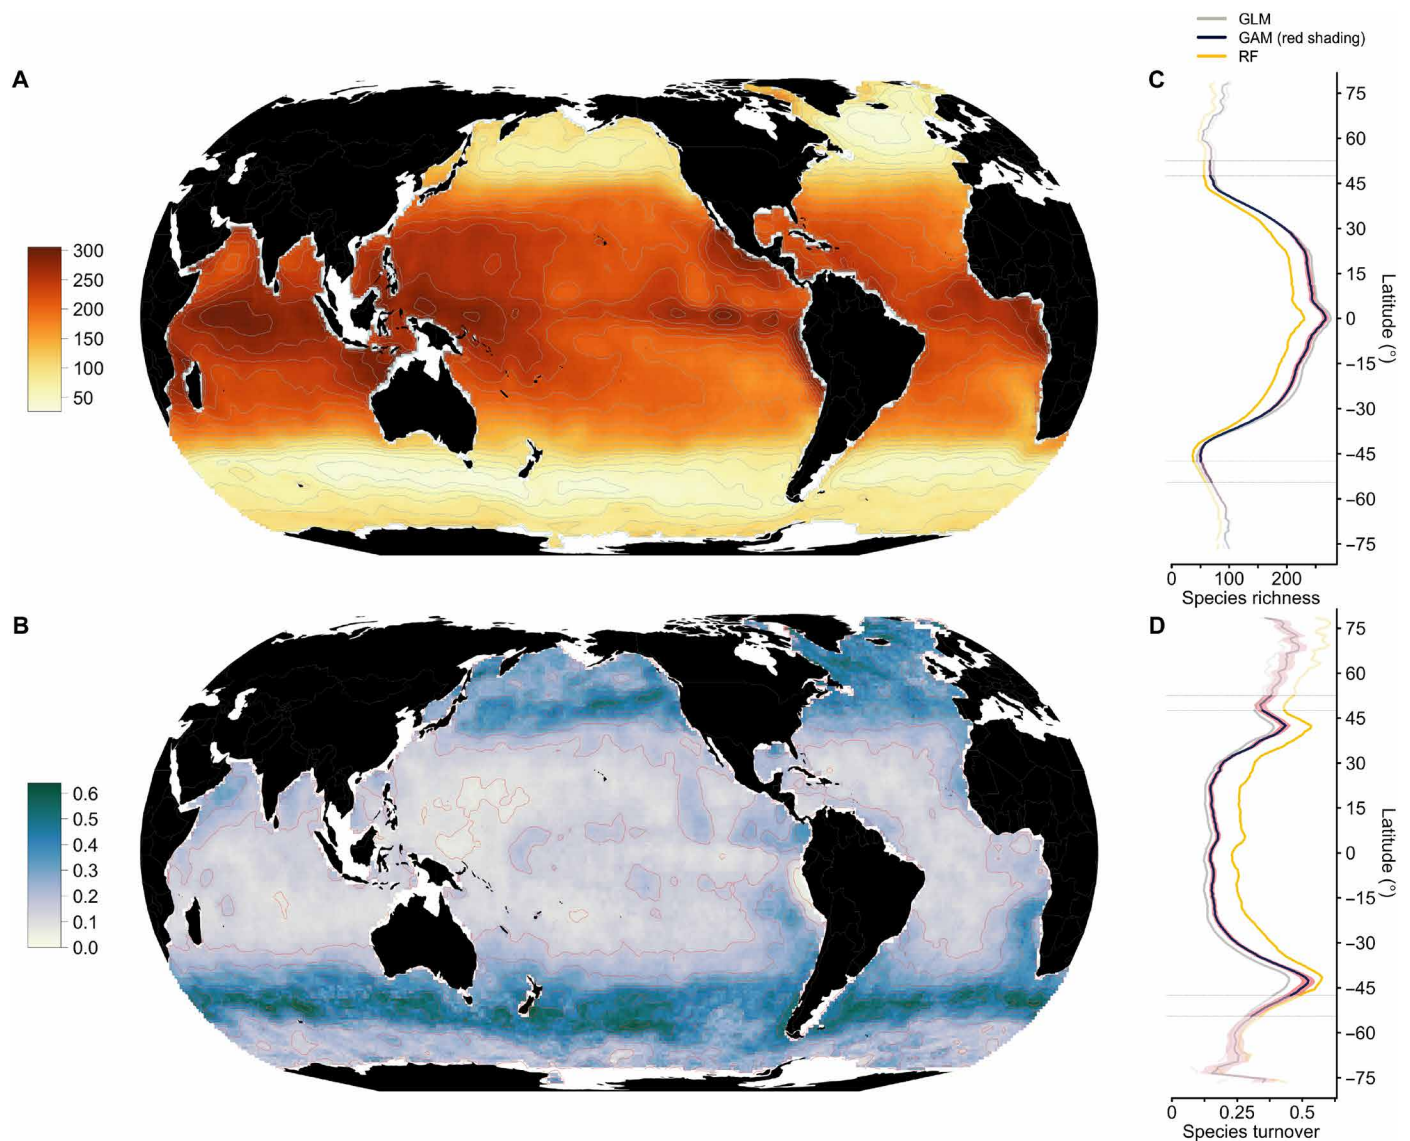 GLM
GAM (red shading)
RF
A
C
75
60
45
30
15
0
−15
−30
−45
−60
−75
Latitude (°)
300
250
200
150
100
50
0 100 200
Species richness
B
D
75
60
45
30
15
0
−15
−30
−45
−60
−75
Latitude (°)
0.6
0.5
0.4
0.3
0.2
0.1
0.0
0 0.25 0.5
Species turnover